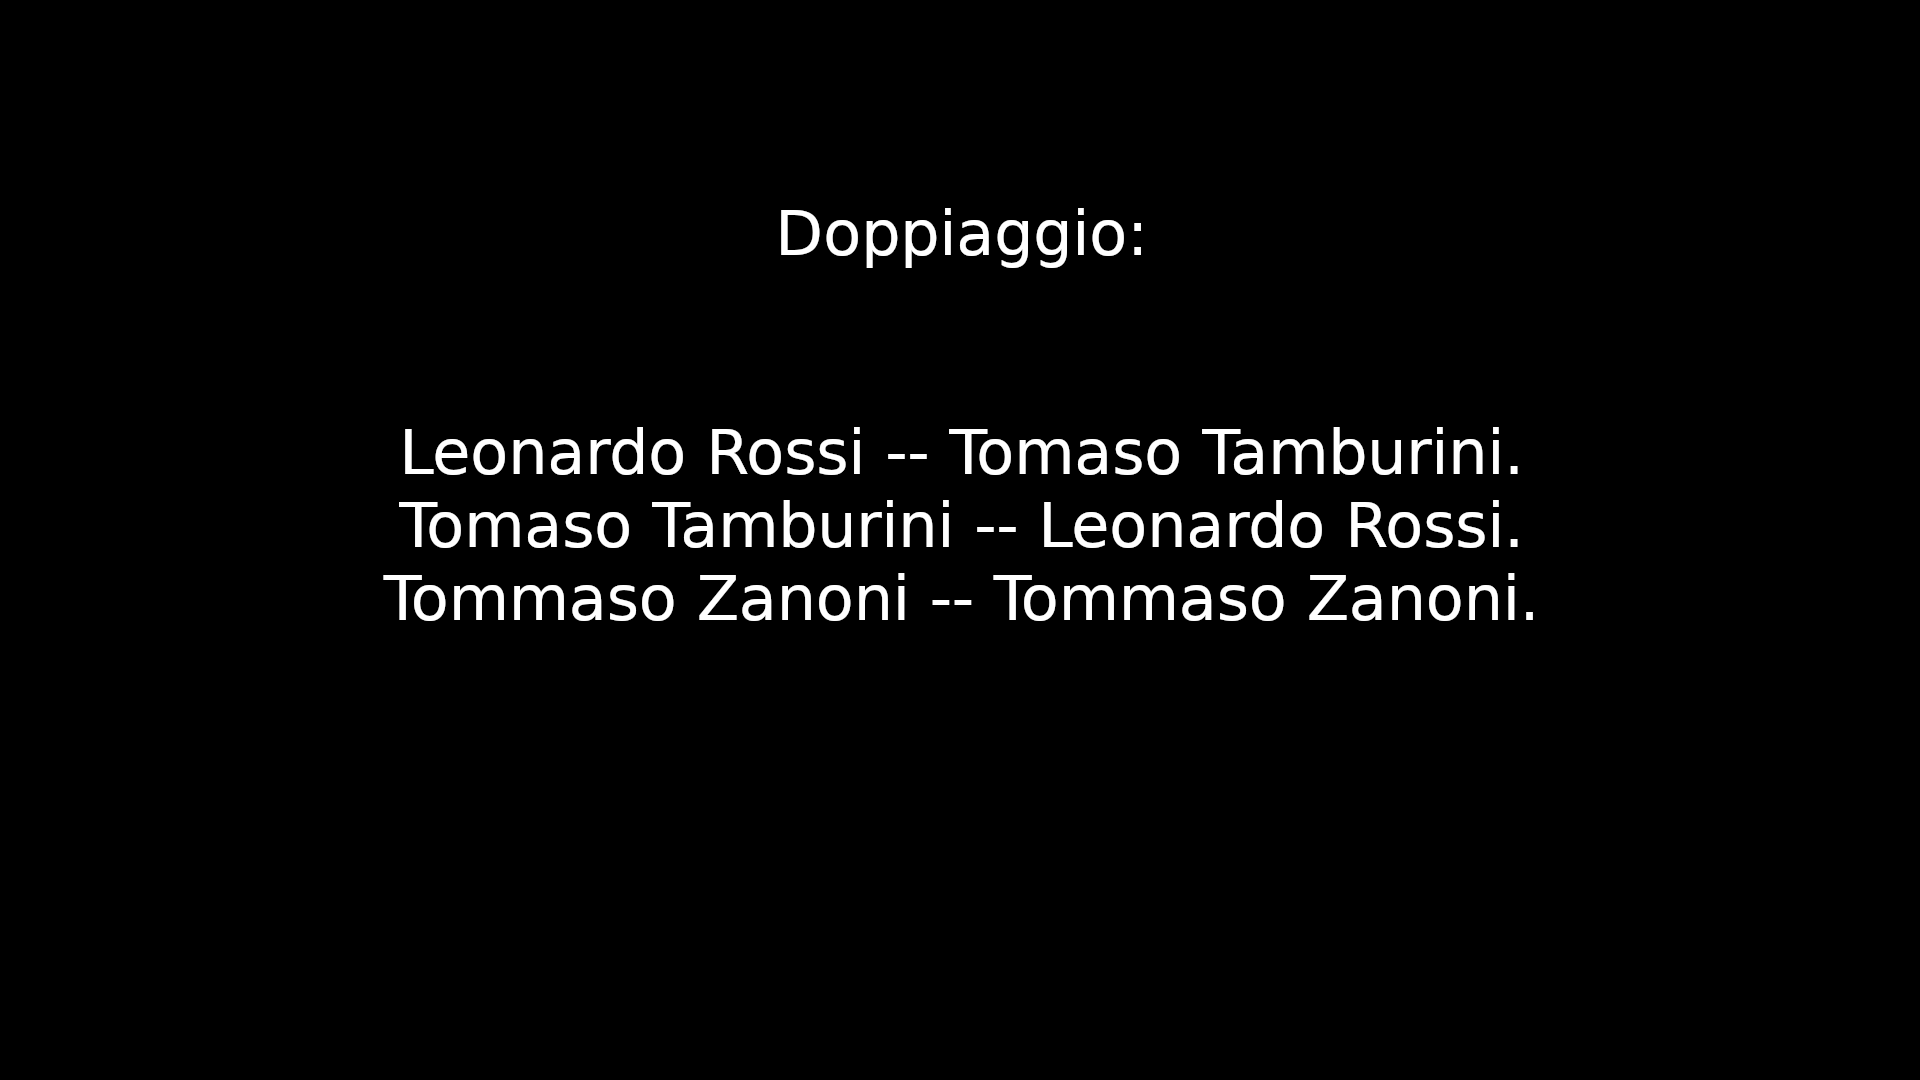 Doppiaggio:
Leonardo Rossi -- Tomaso Tamburini.
Tomaso Tamburini -- Leonardo Rossi.
Tommaso Zanoni -- Tommaso Zanoni.